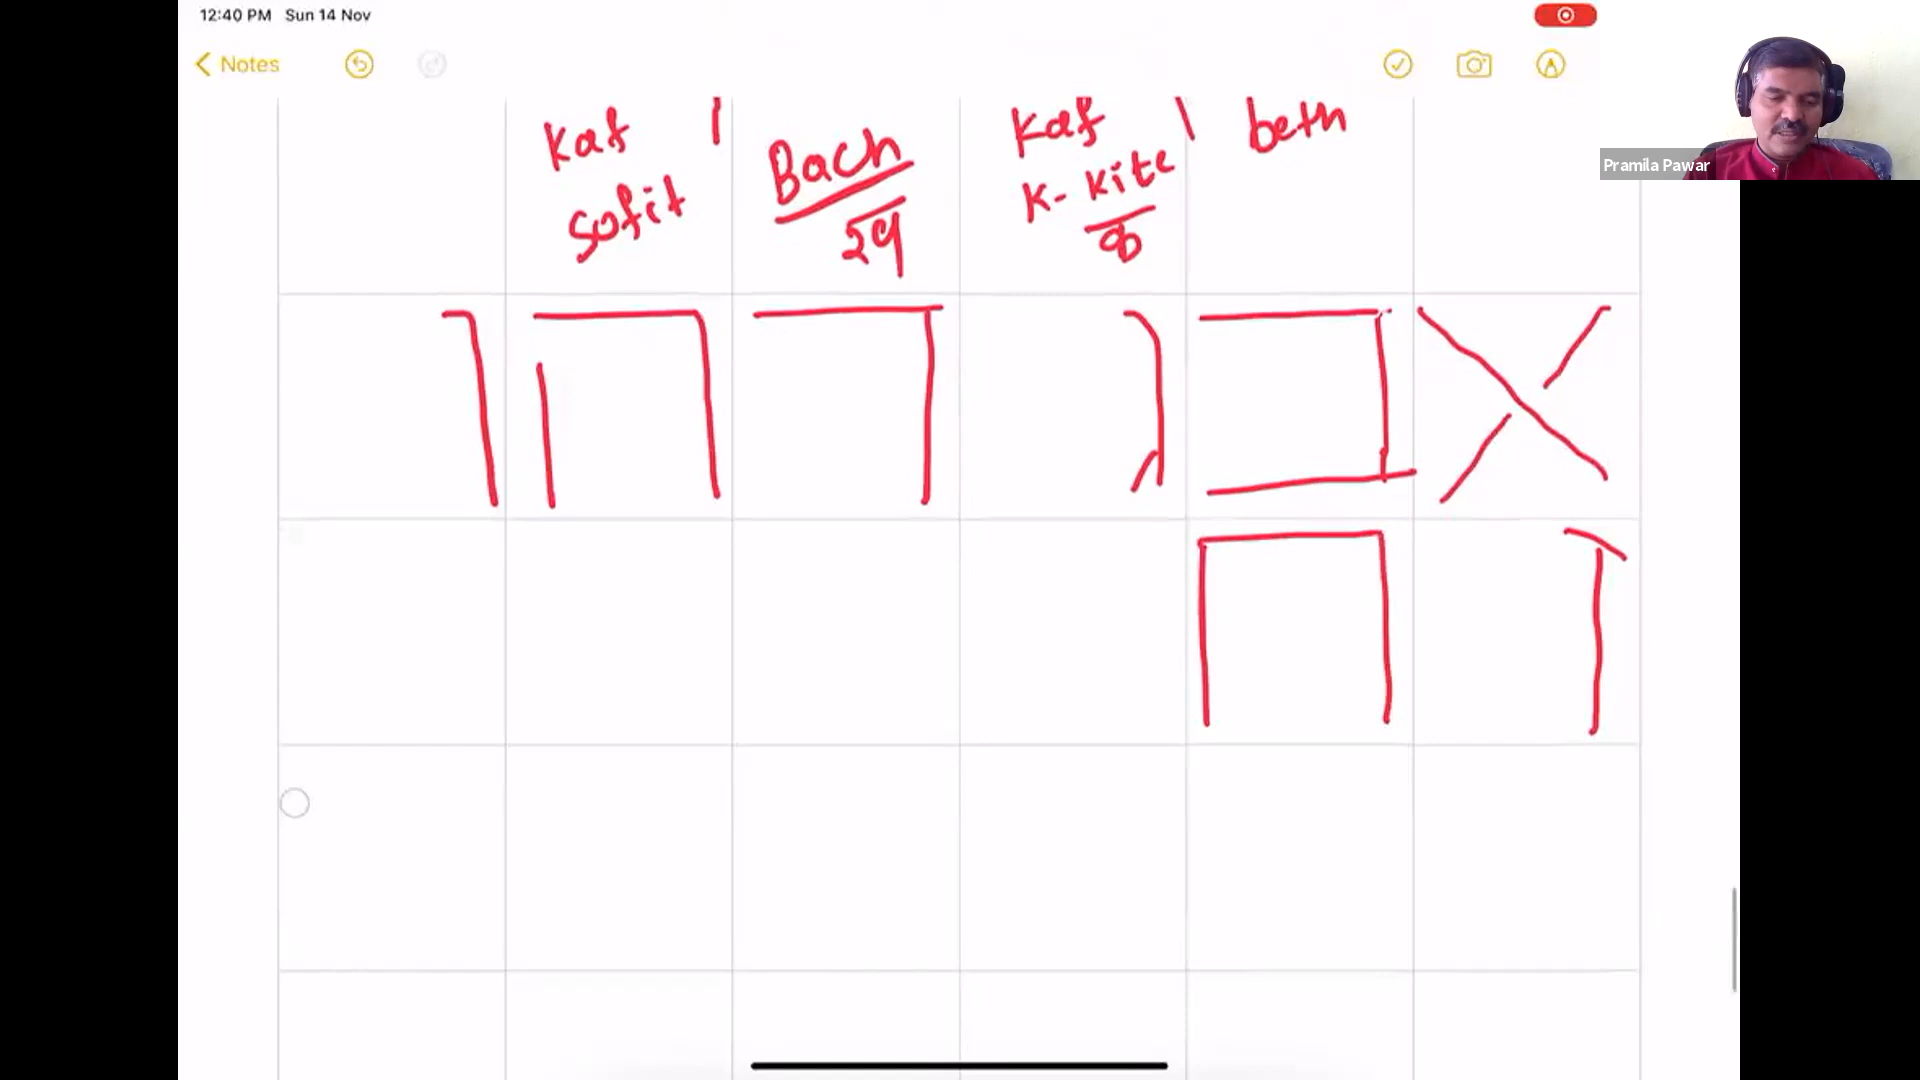 12:40 PM Sun 14 Nov
Notes
Pramila Pawar
Kaf
sofit
Bach
Kaf
K- Kite
beth
א ב ג ד ה ו
ז ח